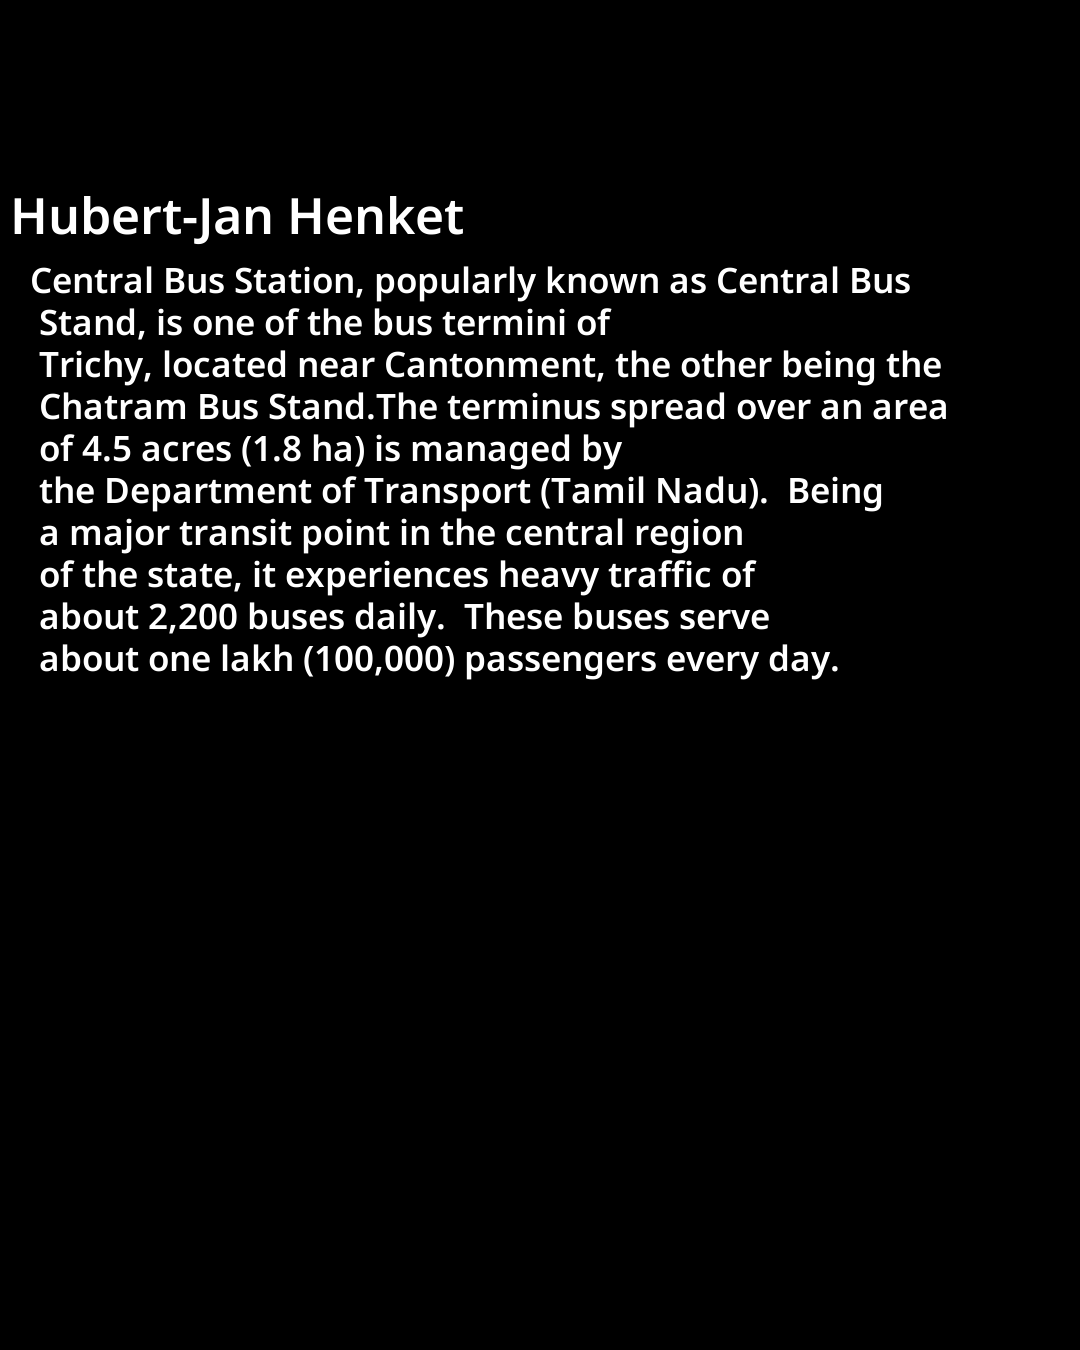 Hubert-Jan Henket
Central Bus Station, popularly known as Central Bus
Stand, is one of the bus termini of
Trichy, located near Cantonment, the other being the
Chatram Bus Stand.The terminus spread over an area
of 4.5 acres (1.8 ha) is managed by
the Department of Transport (Tamil Nadu).  Being
a major transit point in the central region
of the state, it experiences heavy traffic of
about 2,200 buses daily.  These buses serve
about one lakh (100,000) passengers every day.